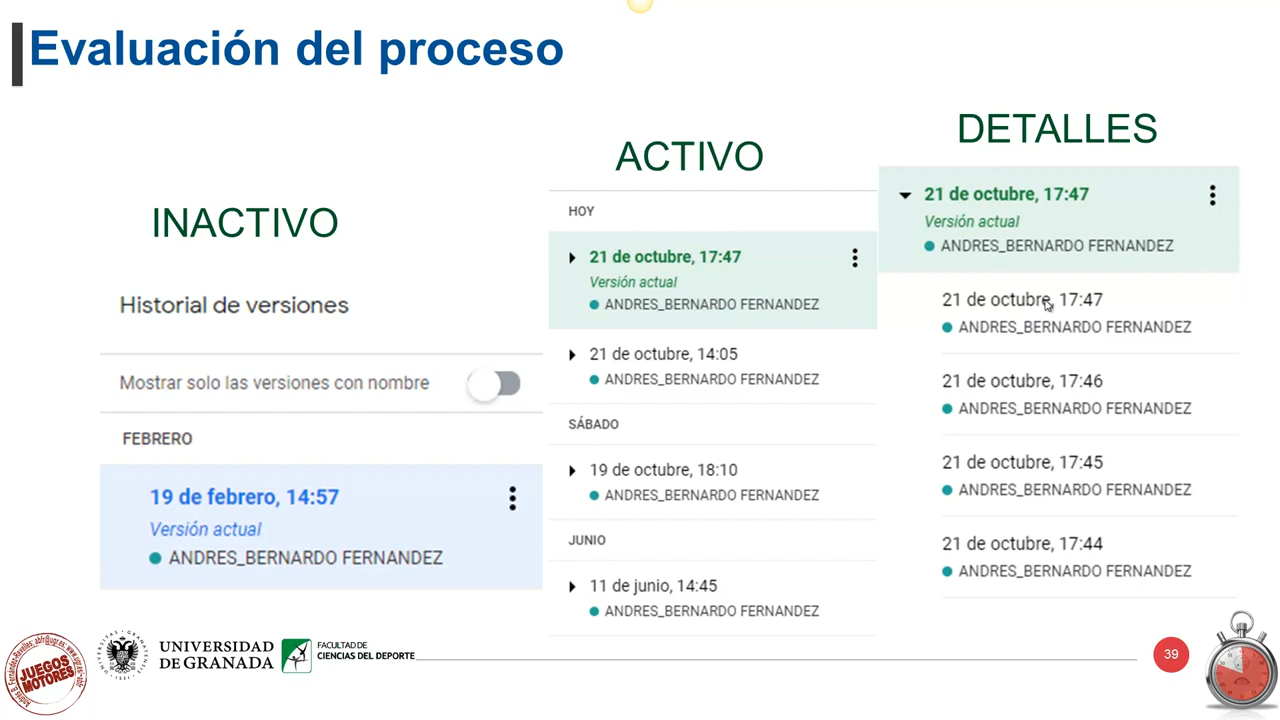 Evaluación del proceso
INACTIVO
Historial de versiones
Mostrar solo las versiones con nombre
FEBRERO
19 de febrero, 14:57
Versión actual
ANDRES_BERNARDO FERNANDEZ
ACTIVO
HOY
21 de octubre, 17:47
Versión actual
ANDRES_BERNARDO FERNANDEZ
21 de octubre, 14:05
ANDRES_BERNARDO FERNANDEZ
SÁBADO
19 de octubre, 18:10
ANDRES_BERNARDO FERNANDEZ
JUNIO
11 de junio, 14:45
ANDRES_BERNARDO FERNANDEZ
DETALLES
21 de octubre, 17:47
Versión actual
ANDRES_BERNARDO FERNANDEZ
21 de octubre, 17:47
ANDRES_BERNARDO FERNANDEZ
21 de octubre, 17:46
ANDRES_BERNARDO FERNANDEZ
21 de octubre, 17:45
ANDRES_BERNARDO FERNANDEZ
21 de octubre, 17:44
ANDRES_BERNARDO FERNANDEZ
JUEGOS
MOTORES
UNIVERSIDAD
DE GRANADA
FACULTAD DE
CIENCIAS DEL DEPORTE
39